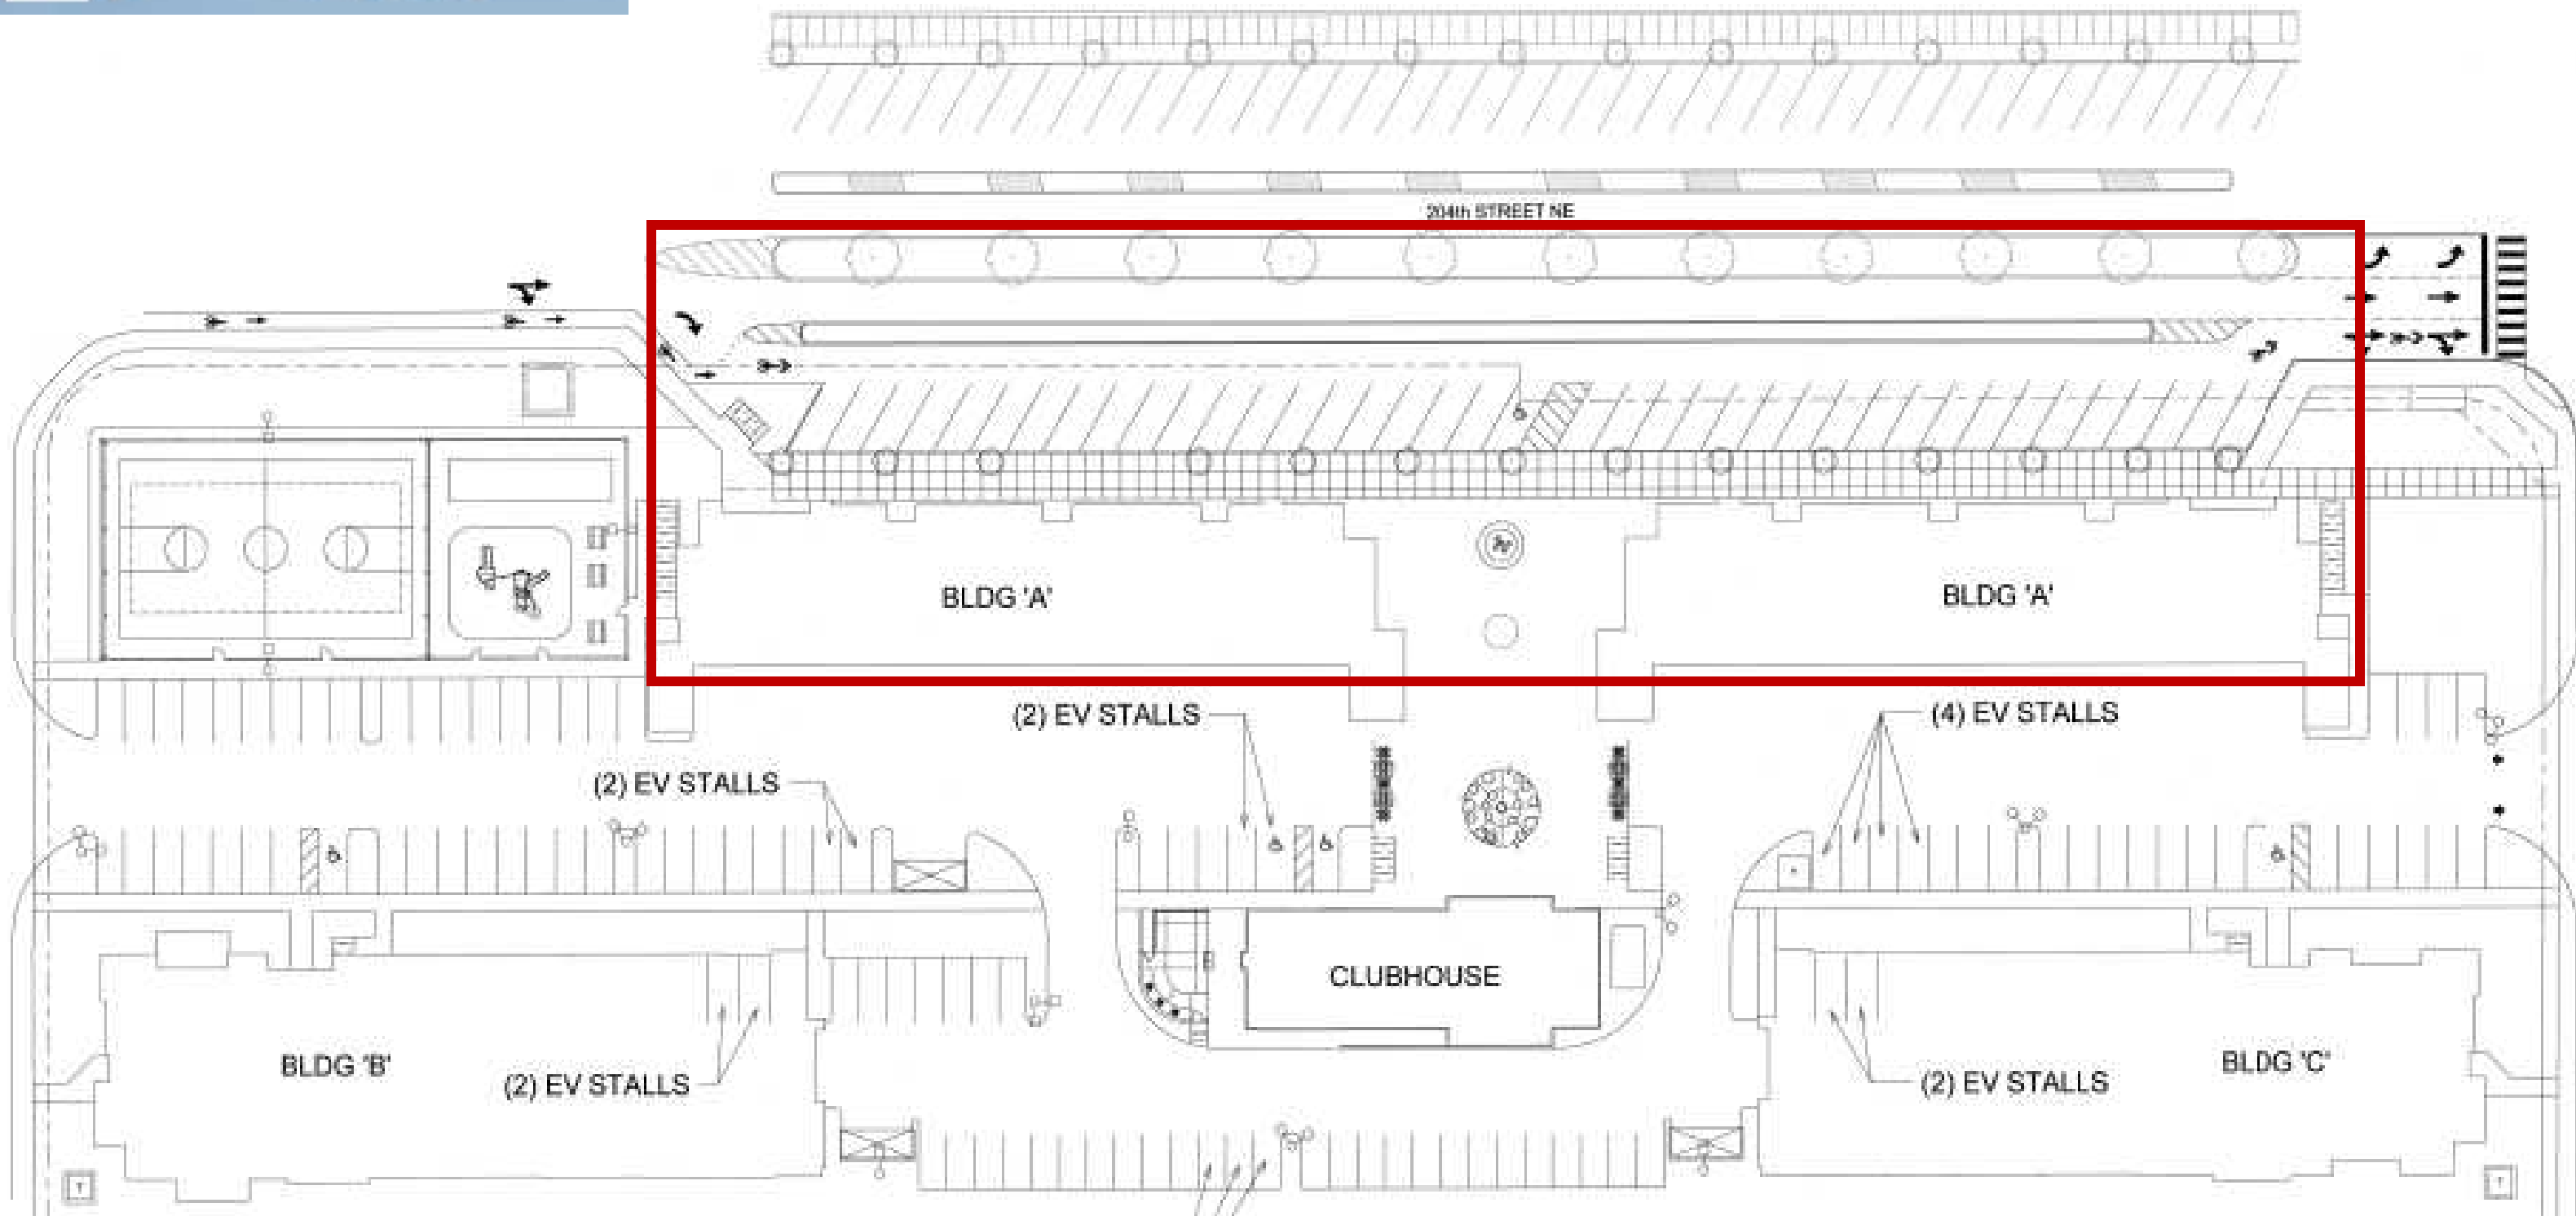 204th STREET NE
BLDG 'A'
BLDG 'A'
(2) EV STALLS
(4) EV STALLS
(2) EV STALLS
CLUBHOUSE
BLDG 'B'
(2) EV STALLS
(2) EV STALLS
BLDG 'C'
T
T